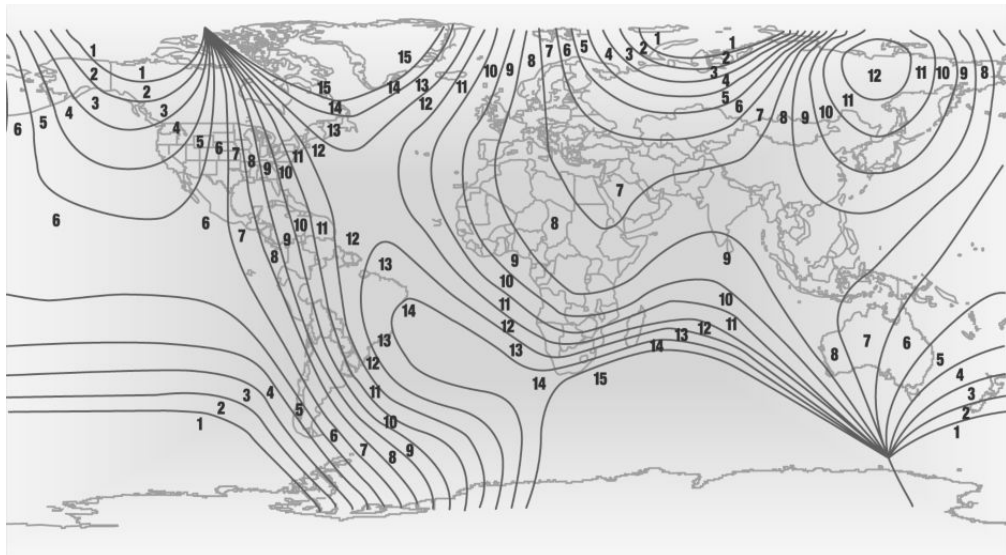 5 1 1
1 7 6 4 3 2 2
15 8
2 1 10 9 3 12 11 10 9 8
15 14 13 11 4
3 2 14 12 5 11
4 3 6 10
6 5 4 13 7 8 9
5 6 7 11 12
8 9 10
7
6 6 10 11 8
7 9 12 13 9
8 9
10 10
14 11
13 12 13 12 11
13 14 8 7 6
12 5
14 15 4
3 4 11 3
2 5 10 2
1 6 1
7 8 9